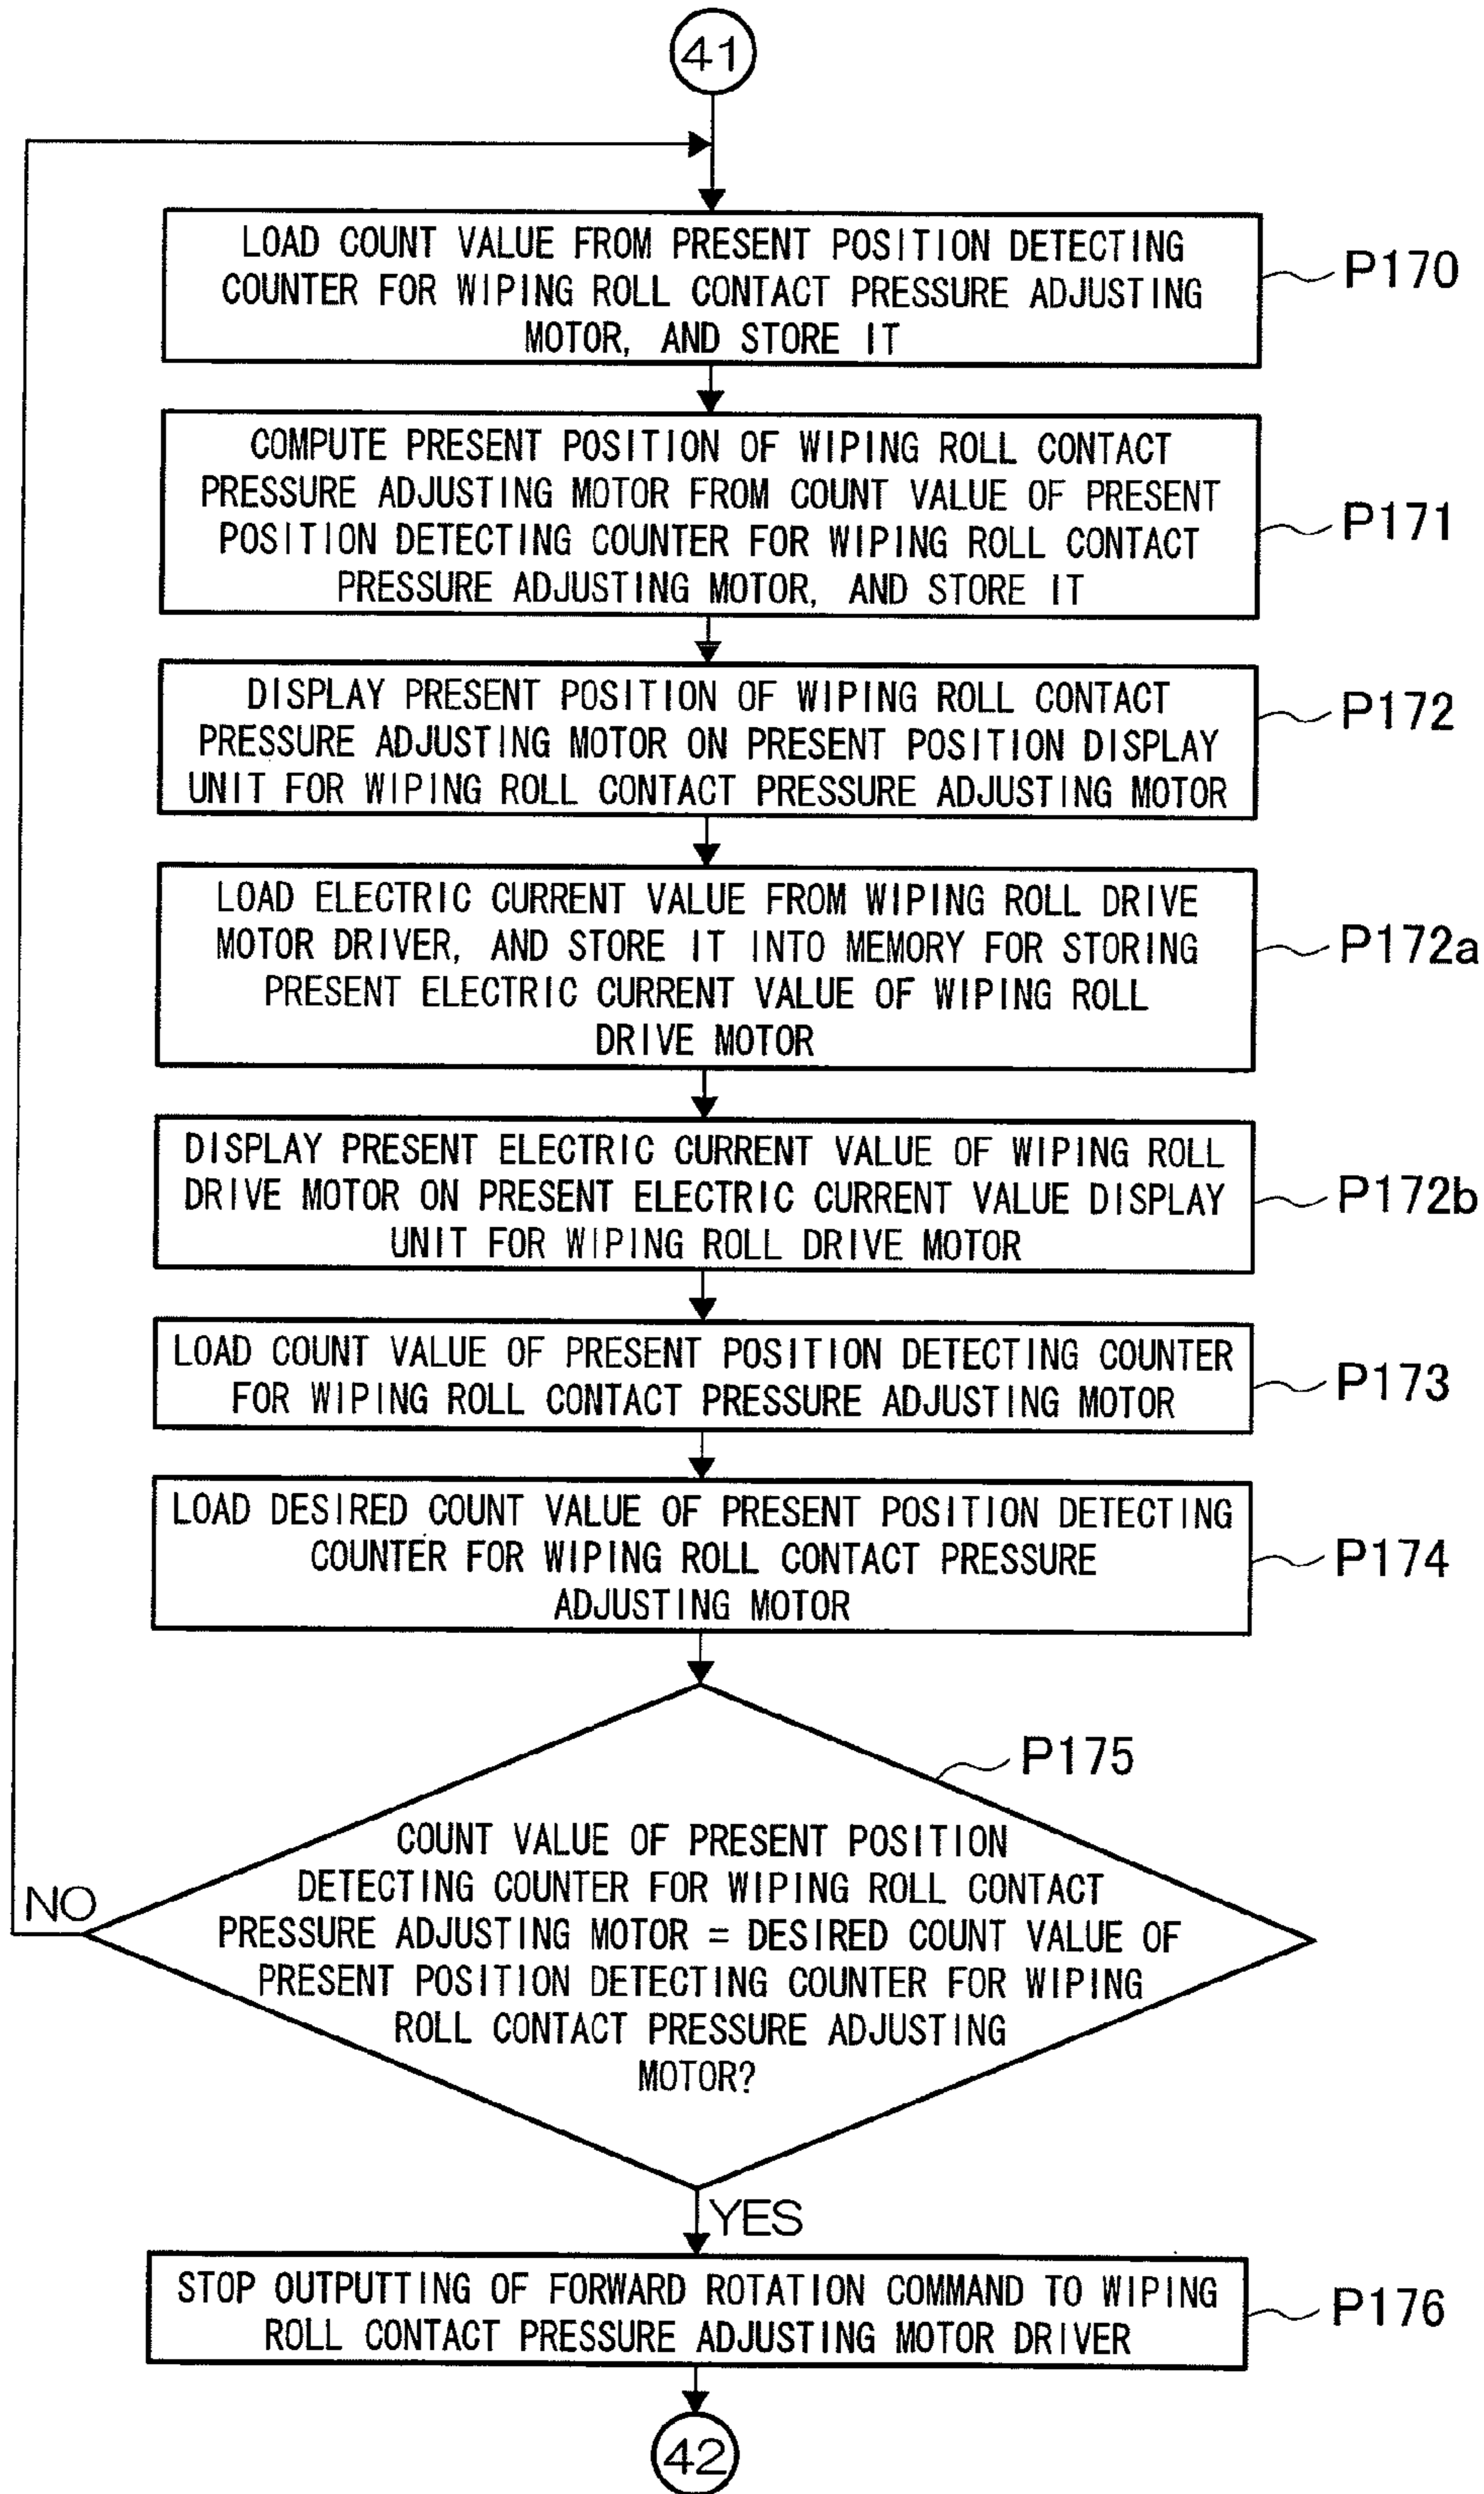 41
LOAD COUNT VALUE FROM PRESENT POSITION DETECTING
COUNTER FOR WIPING ROLL CONTACT PRESSURE ADJUSTING
MOTOR, AND STORE IT
P170
COMPUTE PRESENT POSITION OF WIPING ROLL CONTACT
PRESSURE ADJUSTING MOTOR FROM COUNT VALUE OF PRESENT
POSITION DETECTING COUNTER FOR WIPING ROLL CONTACT
PRESSURE ADJUSTING MOTOR, AND STORE IT
P171
DISPLAY PRESENT POSITION OF WIPING ROLL CONTACT
PRESSURE ADJUSTING MOTOR ON PRESENT POSITION DISPLAY
UNIT FOR WIPING ROLL CONTACT PRESSURE ADJUSTING MOTOR
P172
LOAD ELECTRIC CURRENT VALUE FROM WIPING ROLL DRIVE
MOTOR DRIVER, AND STORE IT INTO MEMORY FOR STORING
PRESENT ELECTRIC CURRENT VALUE OF WIPING ROLL
DRIVE MOTOR
P172a
DISPLAY PRESENT ELECTRIC CURRENT VALUE OF WIPING ROLL
DRIVE MOTOR ON PRESENT ELECTRIC CURRENT VALUE DISPLAY
UNIT FOR WIPING ROLL DRIVE MOTOR
P172b
LOAD COUNT VALUE OF PRESENT POSITION DETECTING COUNTER
FOR WIPING ROLL CONTACT PRESSURE ADJUSTING MOTOR
P173
LOAD DESIRED COUNT VALUE OF PRESENT POSITION DETECTING
COUNTER FOR WIPING ROLL CONTACT PRESSURE
ADJUSTING MOTOR
P174
P175
COUNT VALUE OF PRESENT POSITION
DETECTING COUNTER FOR WIPING ROLL CONTACT
PRESSURE ADJUSTING MOTOR = DESIRED COUNT VALUE OF
PRESENT POSITION DETECTING COUNTER FOR WIPING
ROLL CONTACT PRESSURE ADJUSTING
MOTOR?
NO
YES
STOP OUTPUTTING OF FORWARD ROTATION COMMAND TO WIPING
ROLL CONTACT PRESSURE ADJUSTING MOTOR DRIVER
P176
42